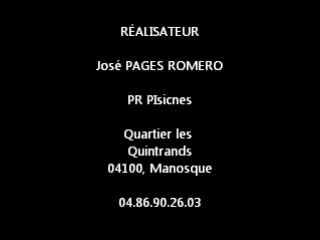 RÉALISATEUR
José PAGES ROMERO
PR PIsicnes
Quartier les
Quintrands
04100, Manosque
04.86.90.26.03